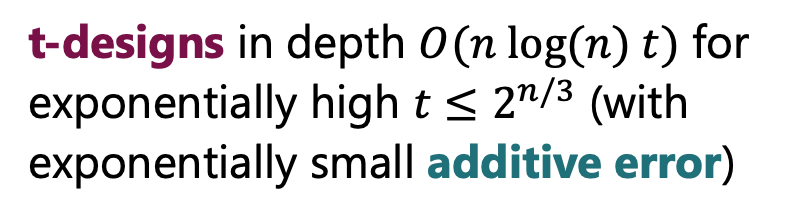 t-designs in depth O(n log(n) t) for
exponentially high t ≤ 2^{n/3} (with
exponentially small additive error)